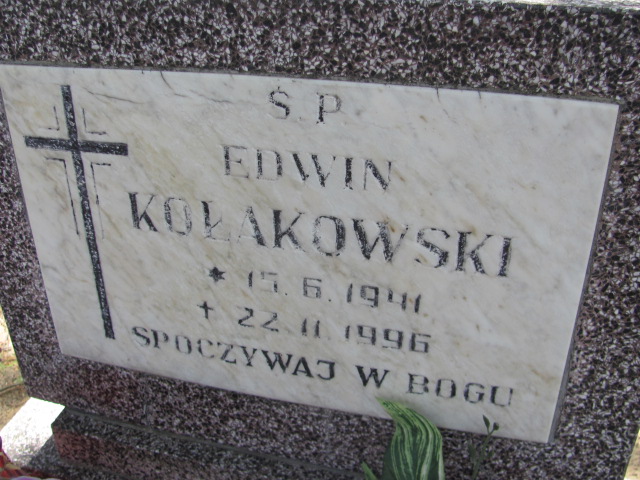 Ś P
EDWIN
KOŁAKOWSKI
* 15. 6. 1941
+ 22 11 1996
SPOCZYWAJ W BOGU